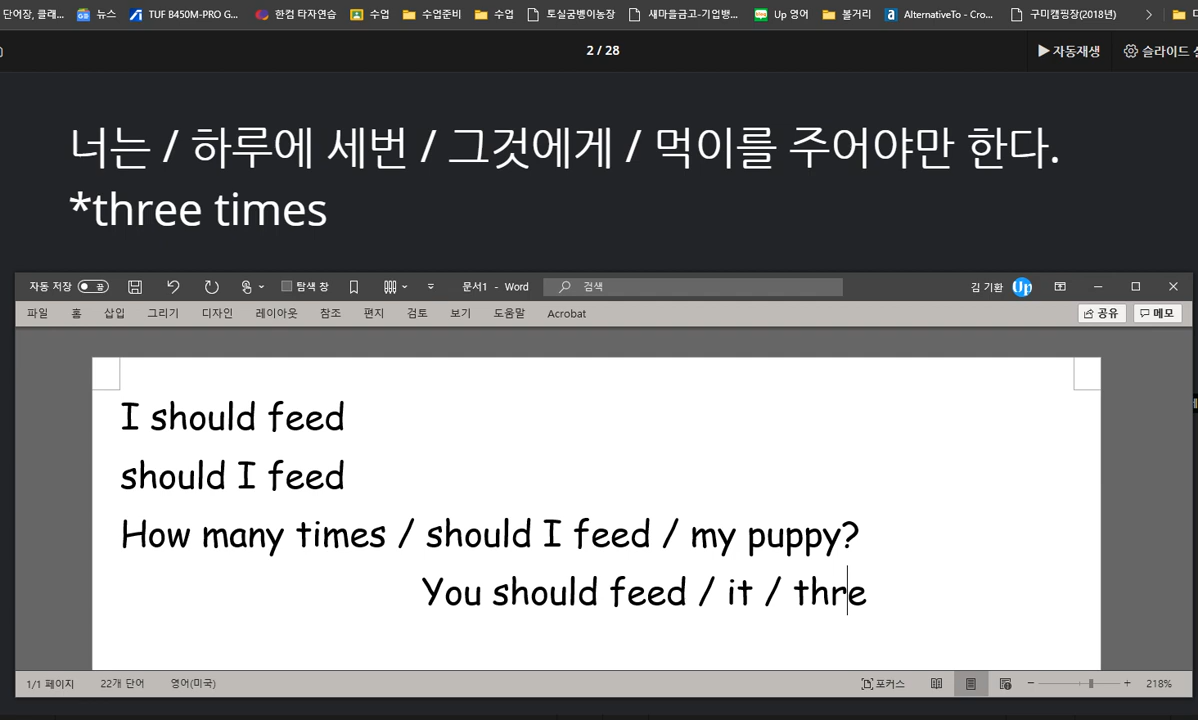 단어장, 클래... 뉴스 TUF B450M-PRO G... 한컴 타자연습 수업 수업준비 수업 토실굼벵이농장 새마을금고-기업뱅... Up 영어 볼거리 AlternativeTo - Cro... 구미캠핑장(2018년)
2 / 28 자동재생 슬라이드
너는 / 하루에 세번 / 그것에게 / 먹이를 주어야만 한다.
*three times
자동 저장 끔 탐색 창 문서1 - Word 검색 김 기환 Up
파일 홈 삽입 그리기 디자인 레이아웃 참조 편지 검토 보기 도움말 Acrobat 공유 메모
I should feed
should I feed
How many times / should I feed / my puppy?
You should feed / it / thre
1/1 페이지 22개 단어 영어(미국) 포커스 218%